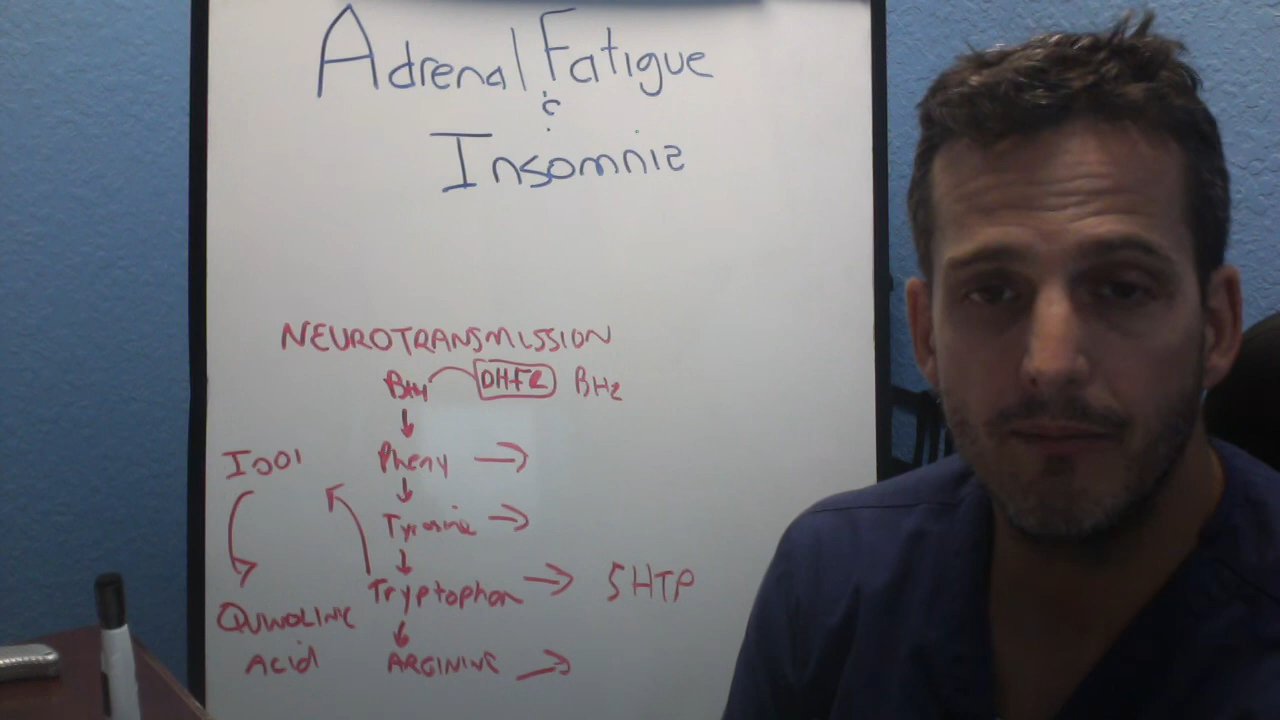 Adrenal Fatigue
&
Insomnia
NEUROTRANSMISSION
BH4 DHFR BH2
Pheny →
IDO1
Tyrosine →
Tryptophan → 5HTP
QUINOLINIC
Acid
ARGININE →